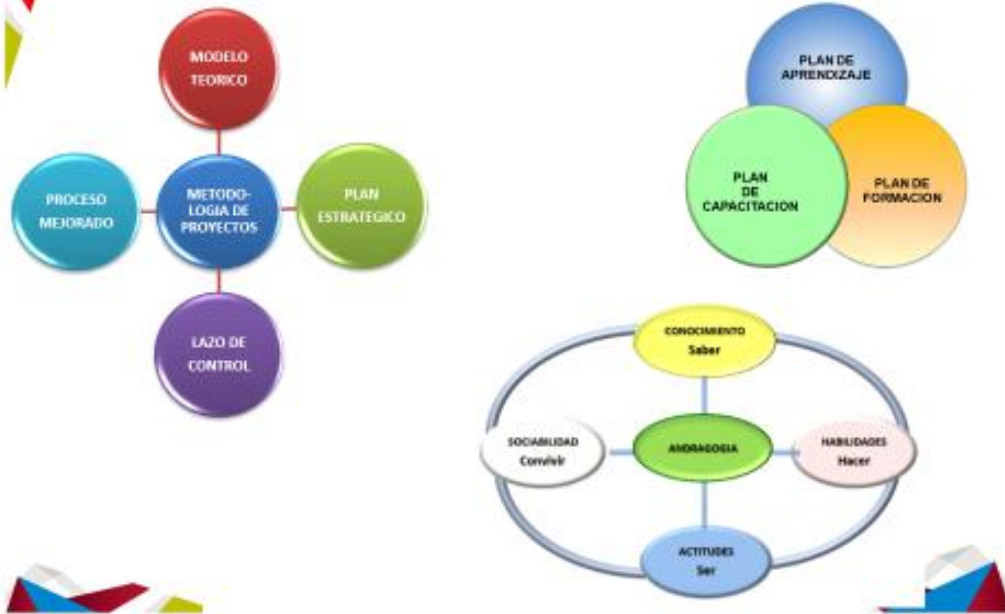 MODELO
TEORICO
PROCESO
MEJORADO
METODO-
LOGIA DE
PROYECTOS
PLAN
ESTRATEGICO
LAZO DE
CONTROL
PLAN DE
APRENDIZAJE
PLAN
DE
CAPACITACION
PLAN DE
FORMACION
CONOCIMIENTO
Saber
SOCIABILIDAD
Convivir
ANDRAGOGIA
HABILIDADES
Hacer
ACTITUDES
Ser